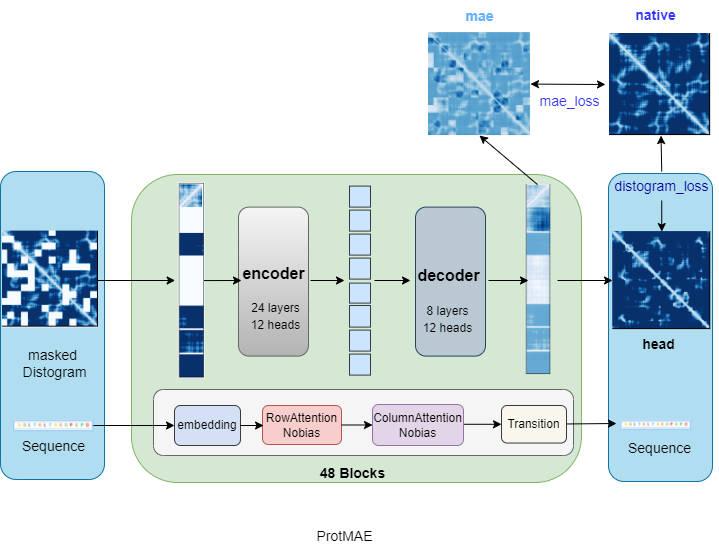 mae
native
mae_loss
distogram_loss
encoder
24 layers
12 heads
decoder
8 layers
12 heads
masked
Distogram
head
Sequence
embedding
RowAttention
Nobias
ColumnAttention
Nobias
Transition
Sequence
48 Blocks
ProtMAE